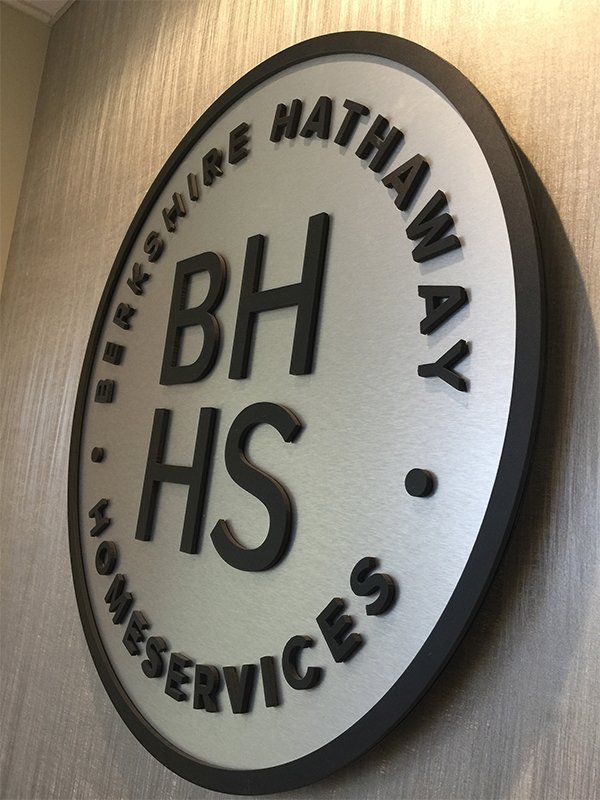 BERKSHIRE HATHAWAY
BH
HS
• HOMESERVICES •